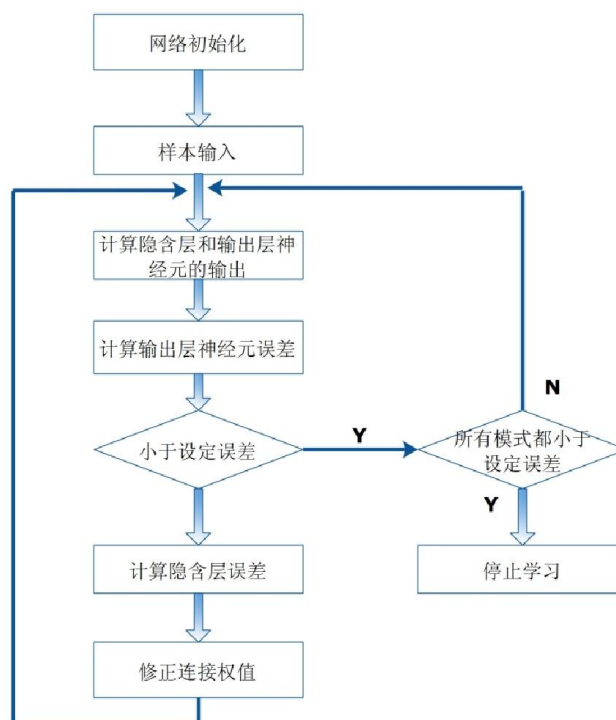 网络初始化
样本输入
计算隐含层和输出层神
经元的输出
计算输出层神经元误差
小于设定误差
Y
所有模式都小于
设定误差
N
Y
计算隐含层误差
停止学习
修正连接权值